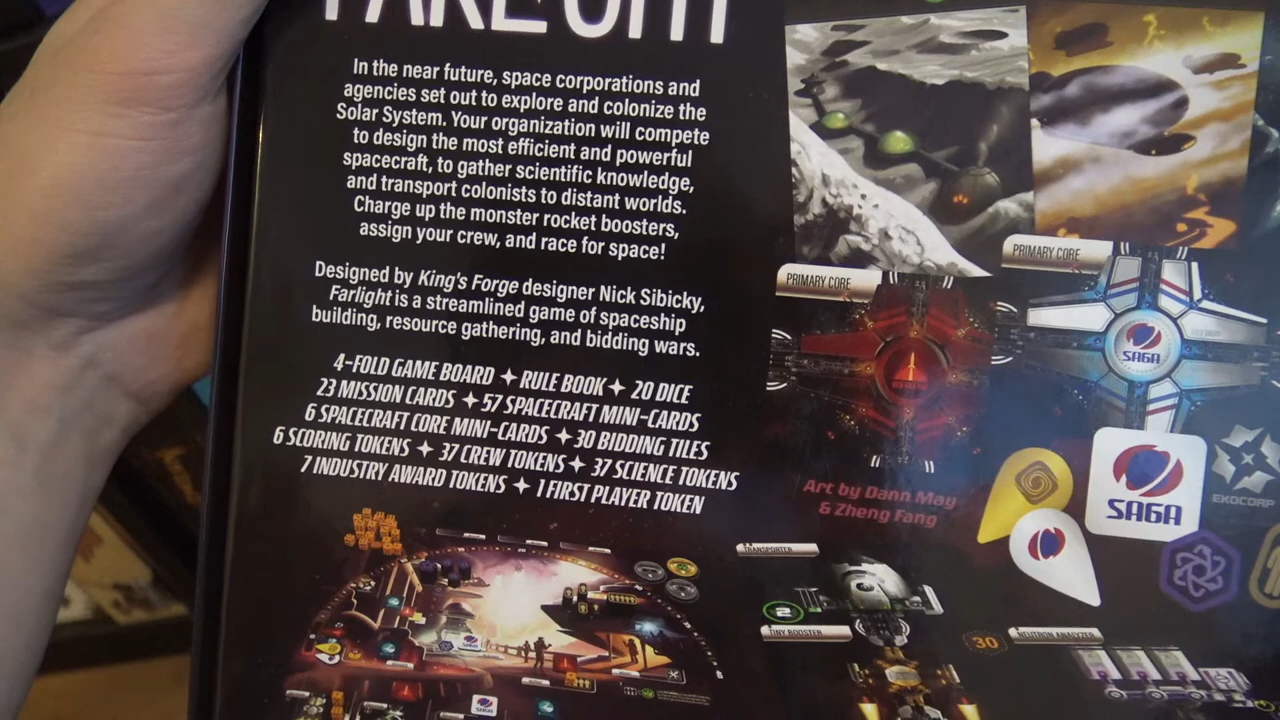 In the near future, space corporations and
agencies set out to explore and colonize the
Solar System. Your organization will compete
to design the most efficient and powerful
spacecraft, to gather scientific knowledge,
and transport colonists to distant worlds.
Charge up the monster rocket boosters,
assign your crew, and race for space!
Designed by King's Forge designer Nick Sibicky,
Farlight is a streamlined game of spaceship
building, resource gathering, and bidding wars.
4-FOLD GAME BOARD ✦ RULE BOOK ✦ 20 DICE
23 MISSION CARDS ✦ 57 SPACECRAFT MINI-CARDS
6 SPACECRAFT CORE MINI-CARDS ✦ 30 BIDDING TILES
6 SCORING TOKENS ✦ 37 CREW TOKENS ✦ 37 SCIENCE TOKENS
7 INDUSTRY AWARD TOKENS ✦ 1 FIRST PLAYER TOKEN
PRIMARY CORE
PRIMARY CORE
SAGA
Art by Dann May
& Zheng Fang
SAGA
EXOCORP
TRANSPORTER
2
TINY BOOSTER
30
NEUTRON ANALYZER
SAGA